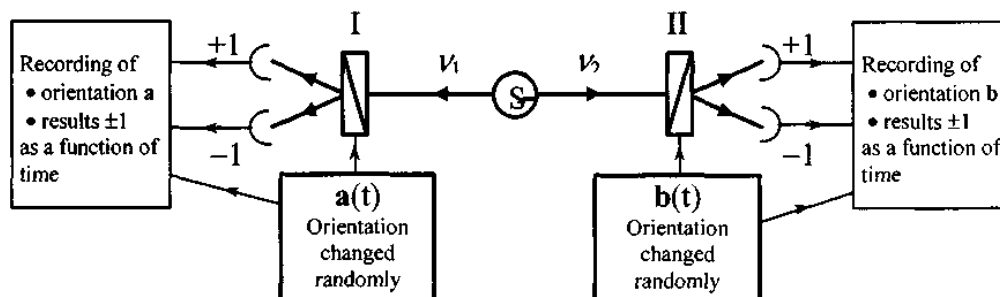 I
II
+1
ν₁
S
ν₂
+1
Recording of
• orientation a
• results ±1
as a function of
time
−1
Recording of
• orientation b
• results ±1
as a function of
time
−1
a(t)
Orientation
changed
randomly
b(t)
Orientation
changed
randomly